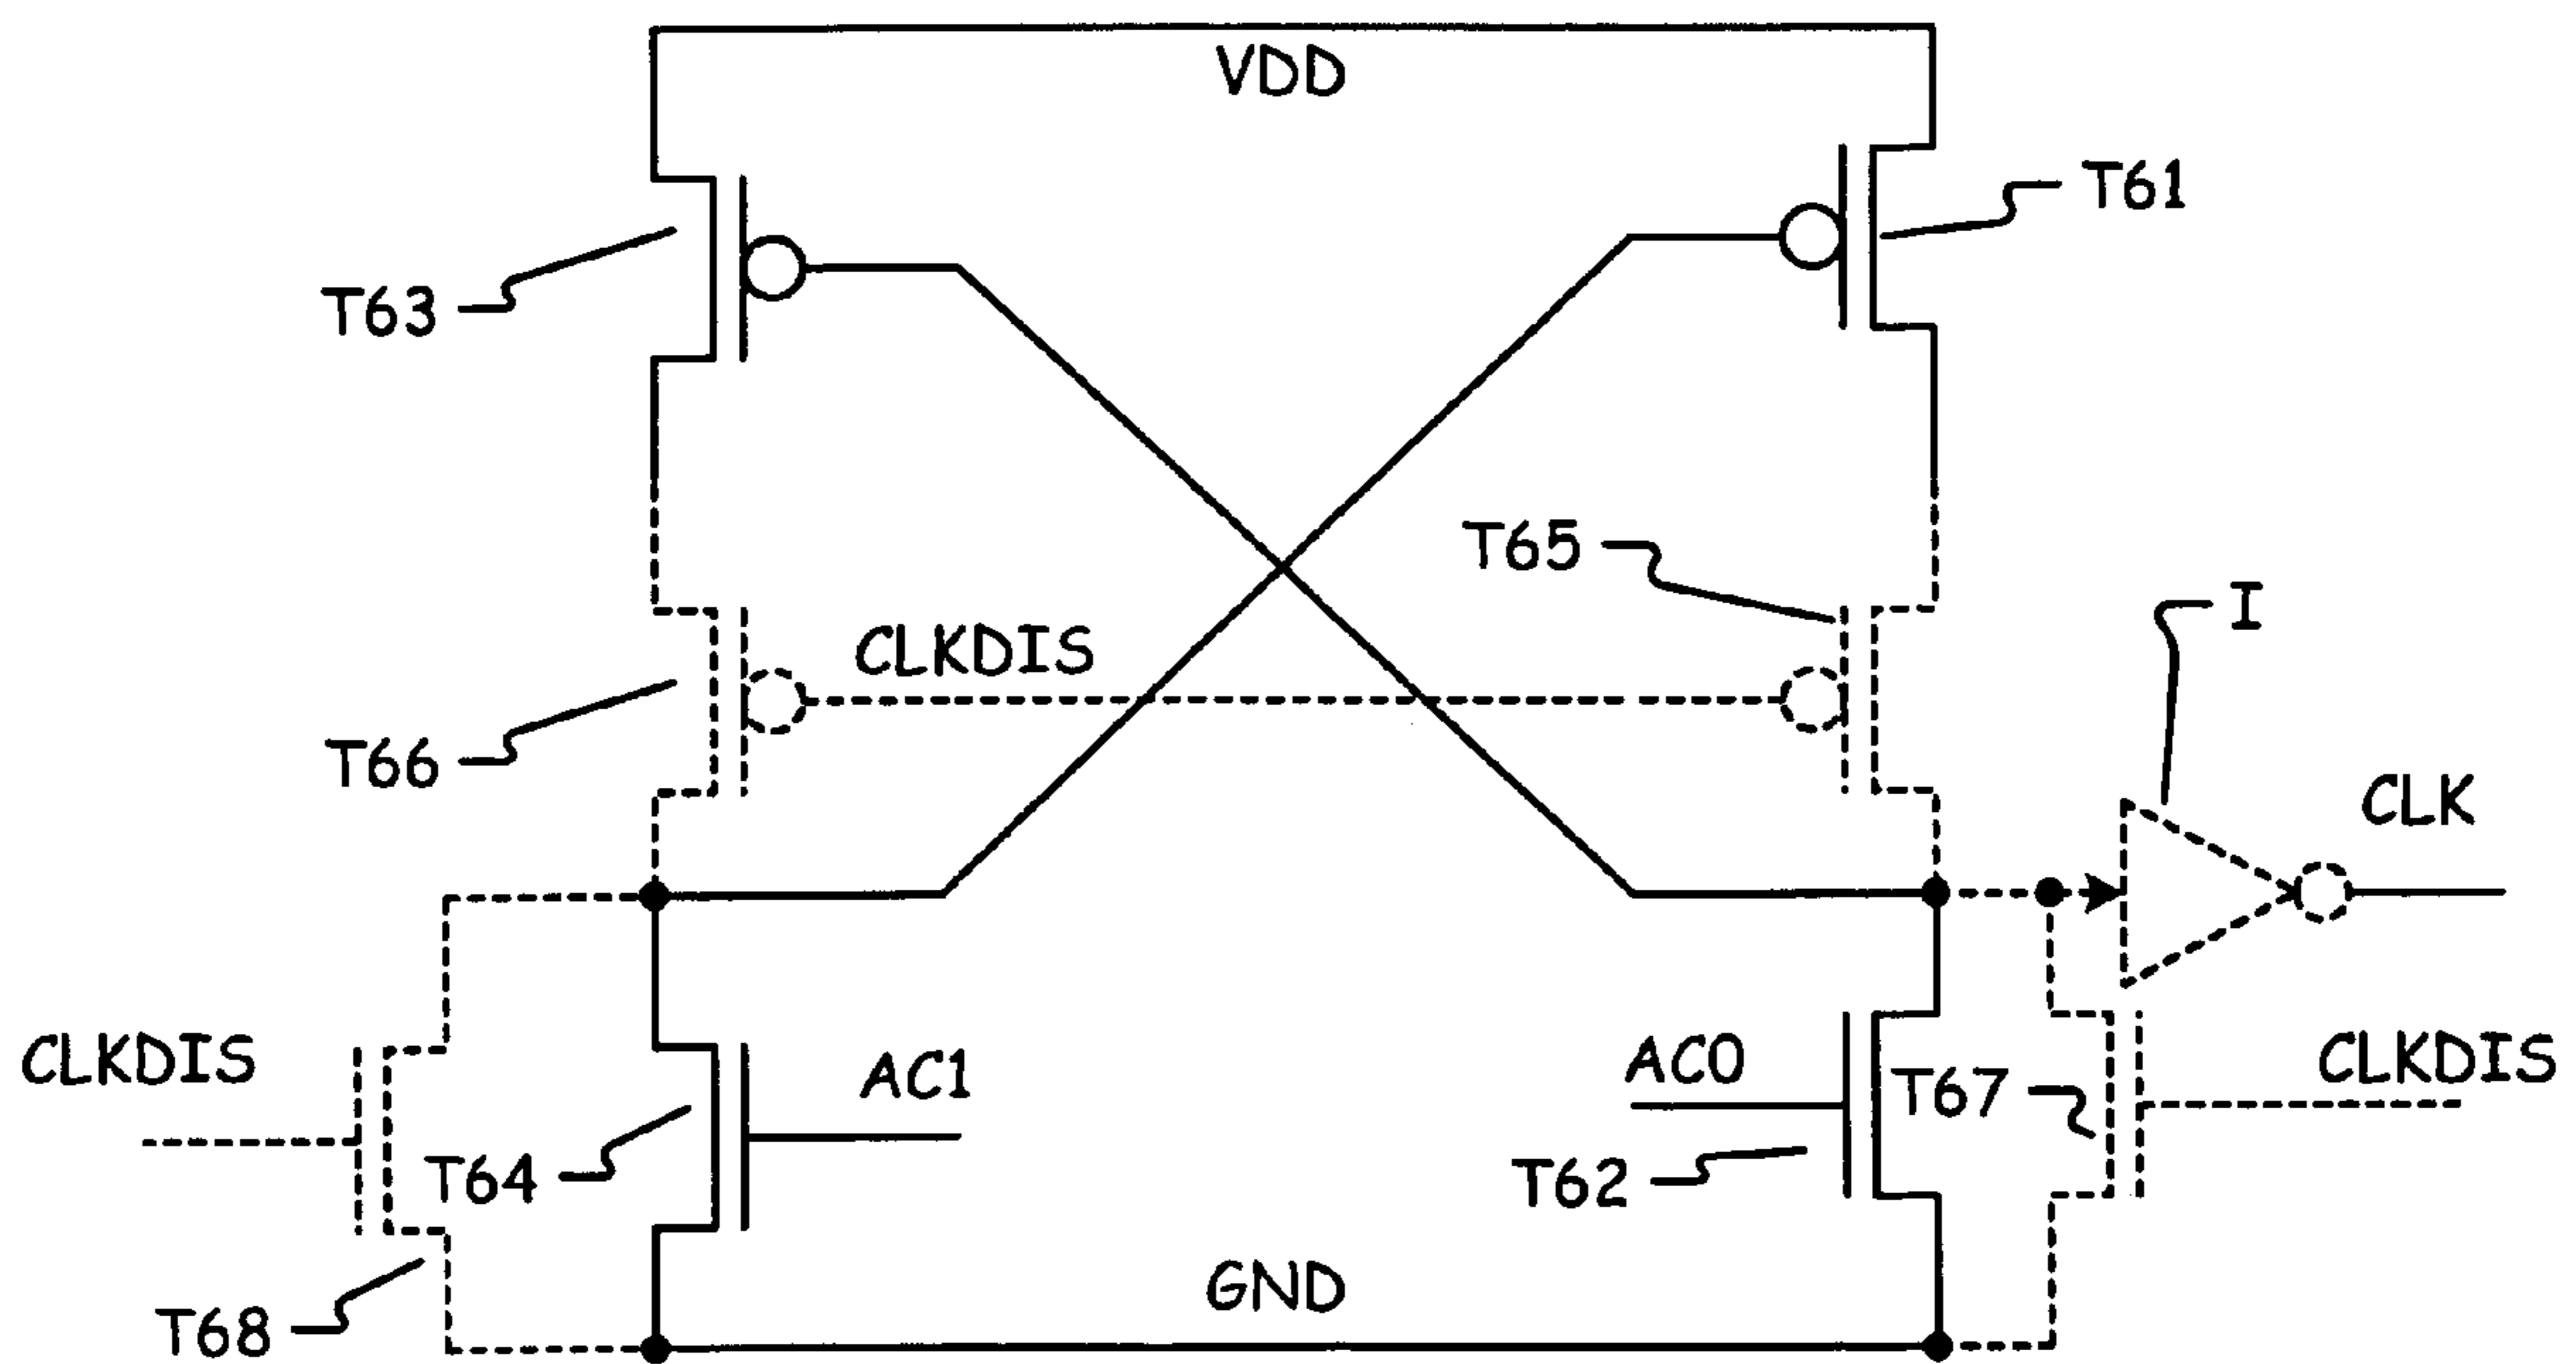 VDD
T61
T63
T65
I
CLKDIS
T66
CLK
CLKDIS
AC1
AC0
T67
CLKDIS
T64
T62
GND
T68